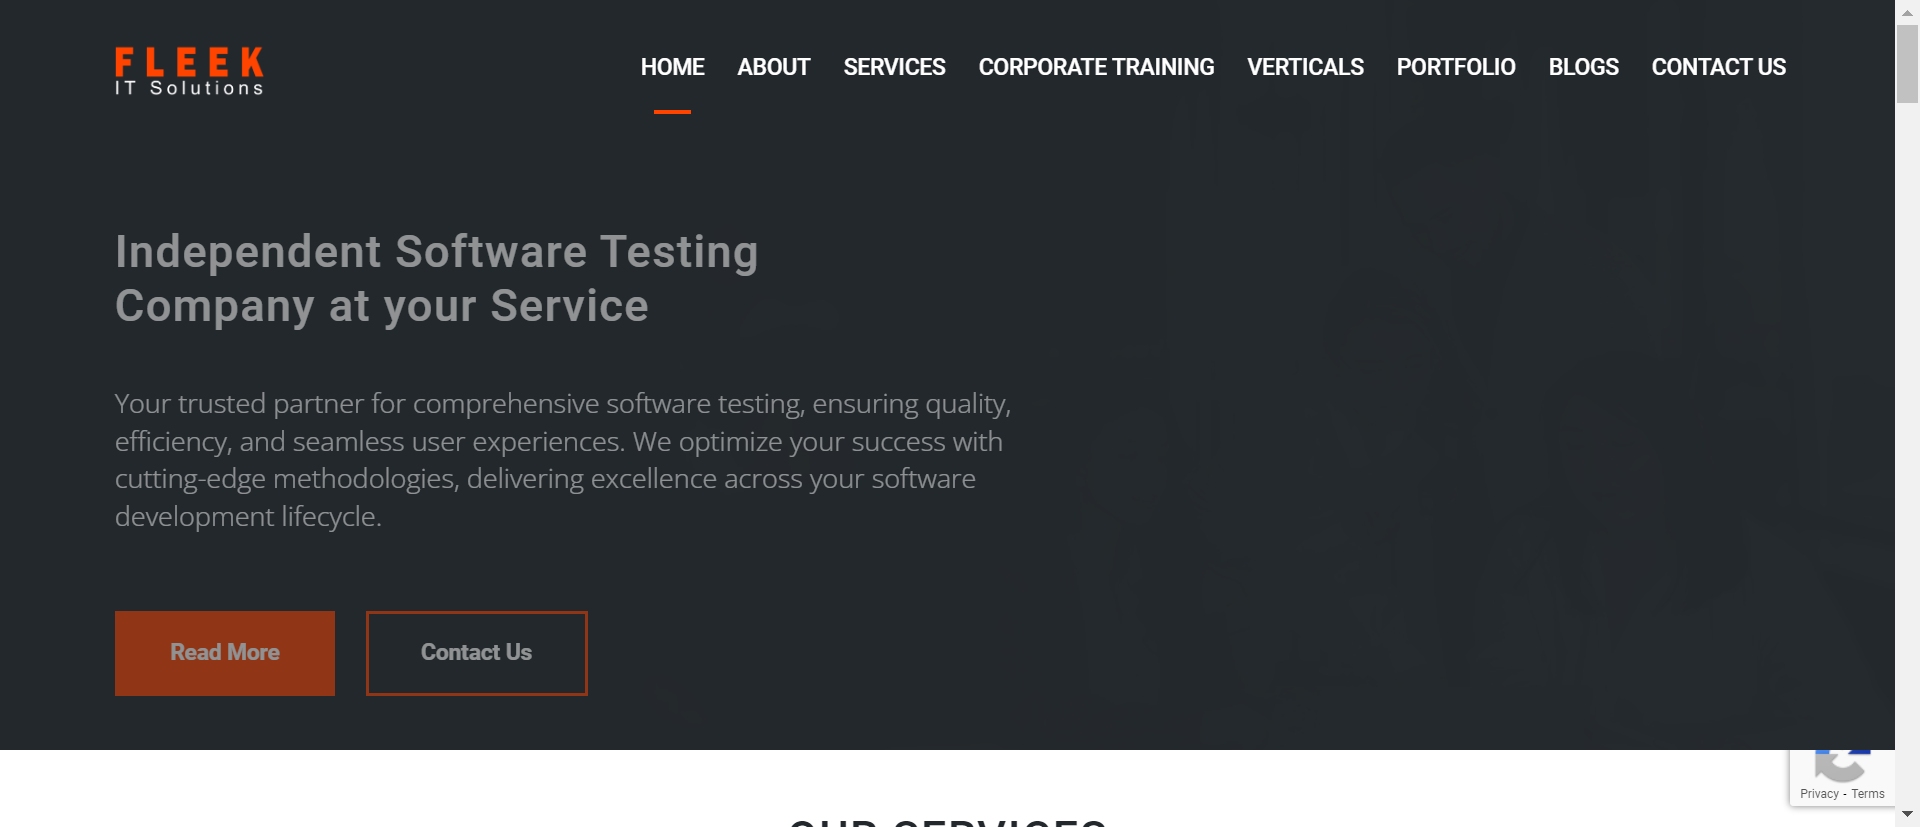 FLEEK
IT Solutions
HOME ABOUT SERVICES CORPORATE TRAINING VERTICALS PORTFOLIO BLOGS CONTACT US
Independent Software Testing
Company at your Service
Your trusted partner for comprehensive software testing, ensuring quality,
efficiency, and seamless user experiences. We optimize your success with
cutting-edge methodologies, delivering excellence across your software
development lifecycle.
Read More Contact Us
Privacy - Terms
OUR SERVICES